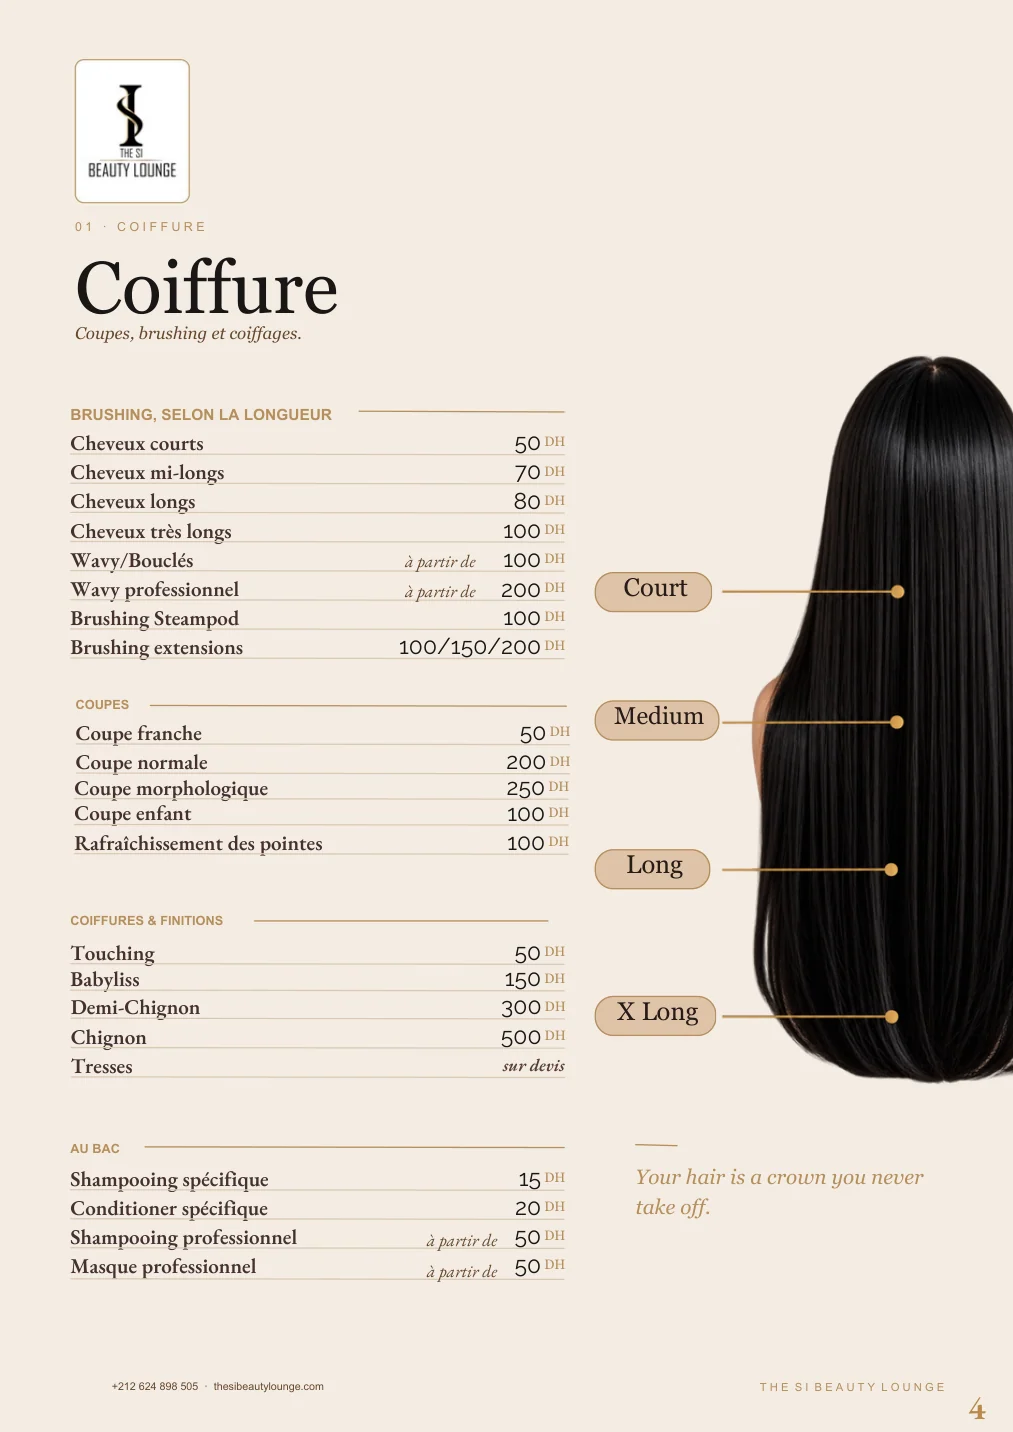 THE SI
BEAUTY LOUNGE
01 · COIFFURE
Coiffure
Coupes, brushing et coiffages.
BRUSHING, SELON LA LONGUEUR
Cheveux courts 50 DH
Cheveux mi-longs 70 DH
Cheveux longs 80 DH
Cheveux très longs 100 DH
Wavy/Bouclés à partir de 100 DH
Wavy professionnel à partir de 200 DH
Brushing Steampod 100 DH
Brushing extensions 100/150/200 DH
COUPES
Coupe franche 50 DH
Coupe normale 200 DH
Coupe morphologique 250 DH
Coupe enfant 100 DH
Rafraîchissement des pointes 100 DH
COIFFURES & FINITIONS
Touching 50 DH
Babyliss 150 DH
Demi-Chignon 300 DH
Chignon 500 DH
Tresses sur devis
AU BAC
Shampooing spécifique 15 DH
Conditioner spécifique 20 DH
Shampooing professionnel à partir de 50 DH
Masque professionnel à partir de 50 DH
Court
Medium
Long
X Long
Your hair is a crown you never
take off.
+212 624 898 505 · thesibeautylounge.com
THE SI BEAUTY LOUNGE
4